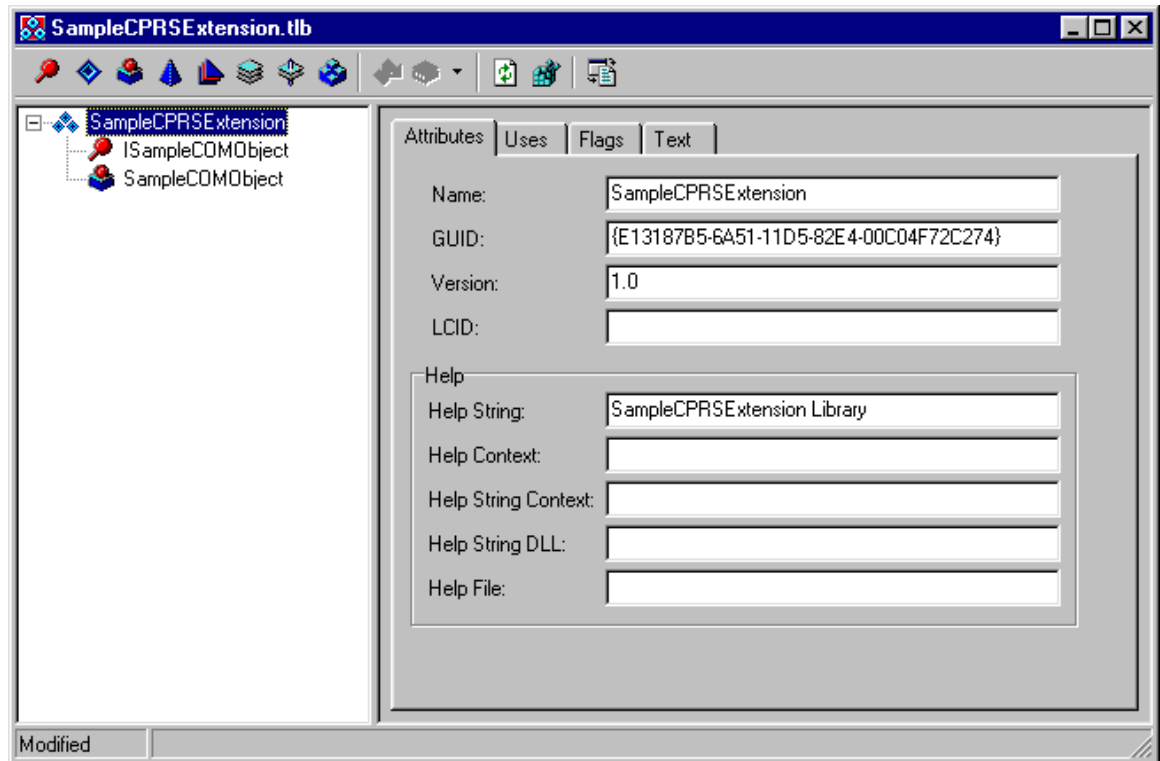 SampleCPRSExtension.tlb
SampleCPRSExtension
ISampleCOMObject
SampleCOMObject
Attributes Uses Flags Text
Name: SampleCPRSExtension
GUID: {E13187B5-6A51-11D5-82E4-00C04F72C274}
Version: 1.0
LCID:
Help
Help String: SampleCPRSExtension Library
Help Context:
Help String Context:
Help String DLL:
Help File:
Modified